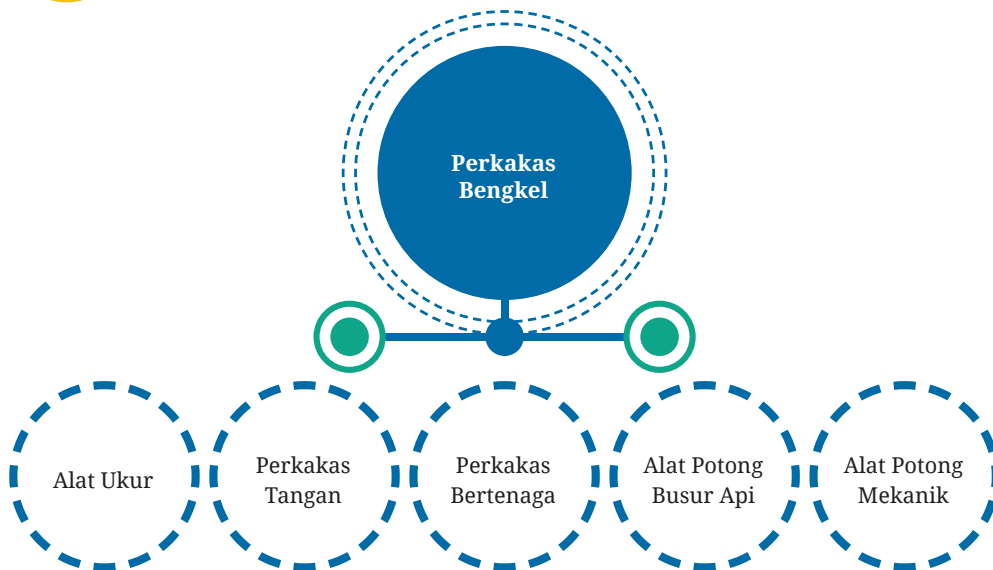 Perkakas
Bengkel
Alat Ukur
Perkakas
Tangan
Perkakas
Bertenaga
Alat Potong
Busur Api
Alat Potong
Mekanik